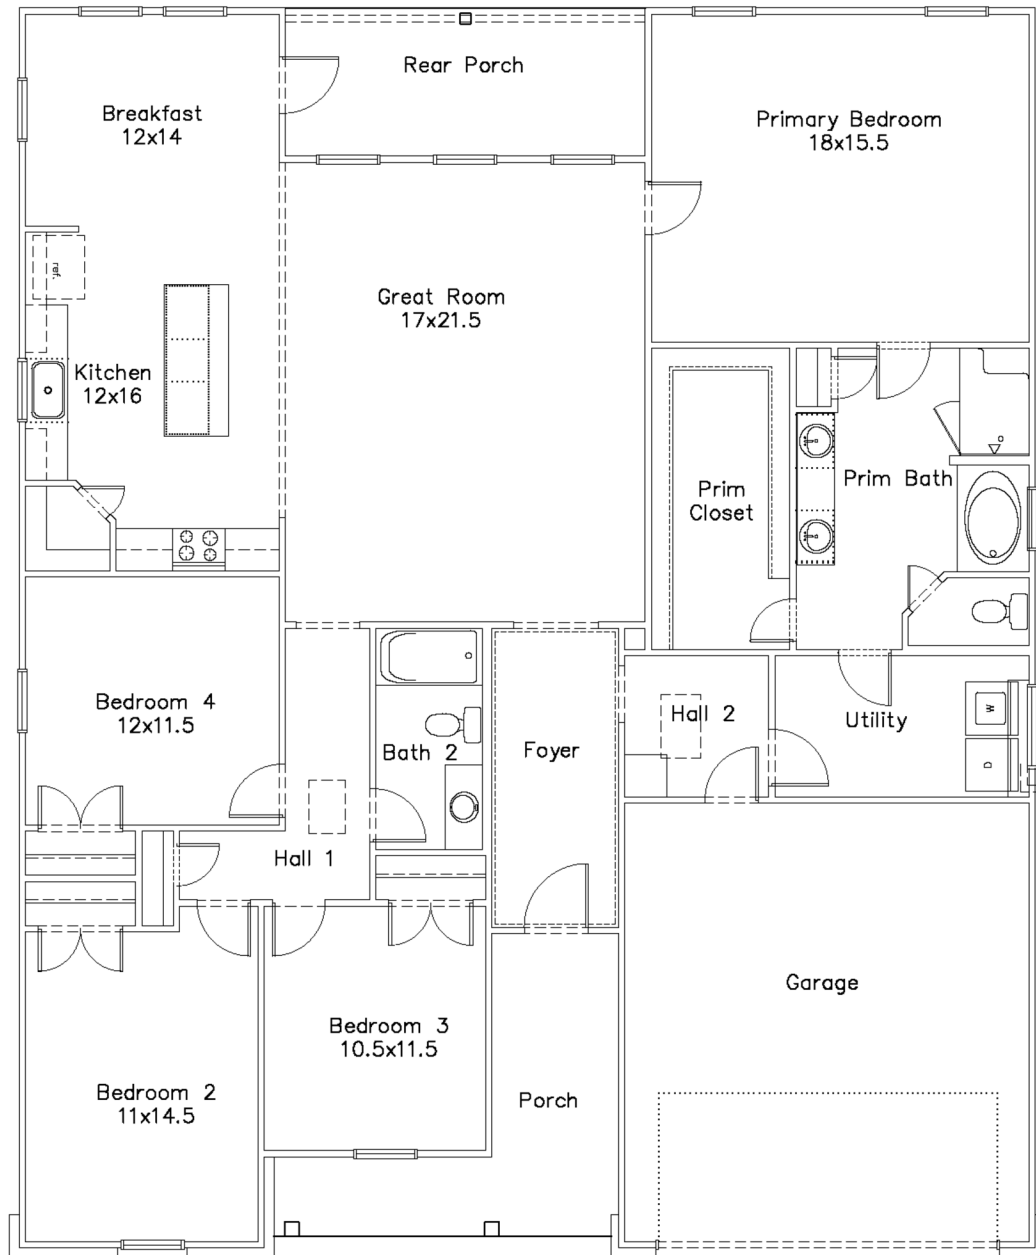 Rear Porch
Breakfast
12x14
Primary Bedroom
18x15.5
ref.
Great Room
17x21.5
Kitchen
12x16
Prim Bath
Prim
Closet
Bedroom 4
12x11.5
Hall 2
Utility
W
Bath 2
Foyer
D
Hall 1
Garage
Bedroom 3
10.5x11.5
Bedroom 2
11x14.5
Porch